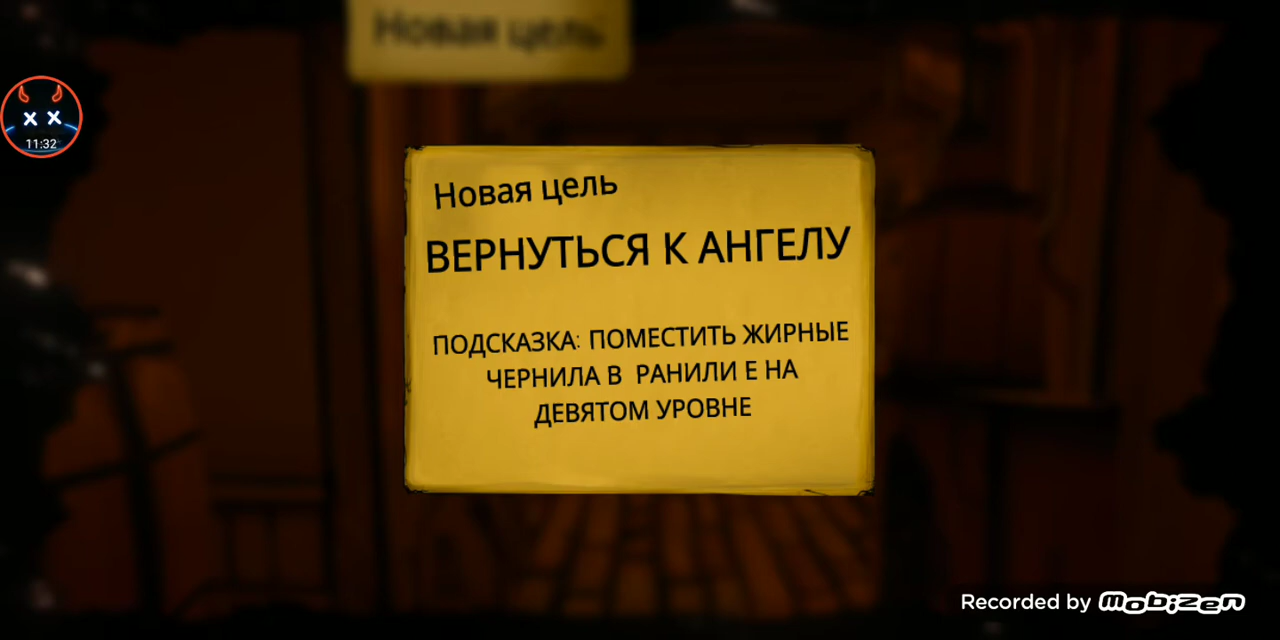 Новая цель
11:32
Новая цель
ВЕРНУТЬСЯ К АНГЕЛУ
ПОДСКАЗКА: ПОМЕСТИТЬ ЖИРНЫЕ
ЧЕРНИЛА В РАНИЛИ Е НА
ДЕВЯТОМ УРОВНЕ
Recorded by mobizen